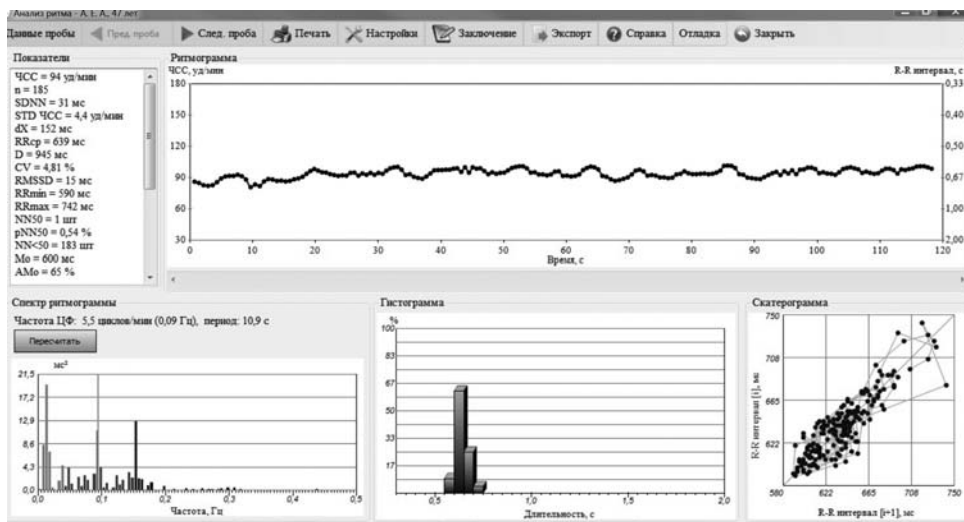 Анализ ритма - А. Е. А., 47 лет
Данные пробы Пред. проба След. проба Печать Настройки Заключение Экспорт Справка Отладка Закрыть
Показатели
ЧСС = 94 уд/мин
n = 185
SDNN = 31 мс
STD ЧСС = 4,4 уд/мин
dX = 152 мс
RRср = 639 мс
D = 945 мс
CV = 4,81 %
RMSSD = 15 мс
RRmin = 590 мс
RRmax = 742 мс
NN50 = 1 шт
pNN50 = 0,54 %
NN<50 = 183 шт
Mo = 600 мс
AMo = 65 %
Ритмограмма
ЧСС, уд/мин
R-R интервал, с
180 0,33
150 0,40
120 0,50
90 0,67
60 1,00
30 2,00
0 10 20 30 40 50 60 70 80 90 100 110 120
Время, с
Спектр ритмограммы
Частота ЦФ: 5,5 циклов/мин (0,09 Гц), период: 10,9 с
Пересчитать
мс²
21,5
17,2
12,9
8,6
4,3
0,0
0,0 0,1 0,2 0,3 0,4 0,5
Частота, Гц
Гистограмма
%
100
83
67
50
33
17
0,5 1,0 1,5 2,0
Длительность, с
Скатерограмма
R-R интервал [i], мс
750
708
665
622
580 622 665 708 750
R-R интервал [i+1], мс